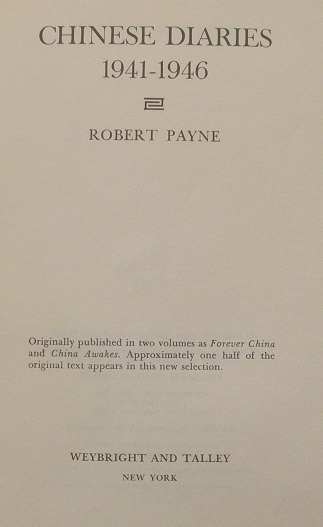 CHINESE DIARIES
1941-1946
ROBERT PAYNE
Originally published in two volumes as Forever China
and China Awakes. Approximately one half of the
original text appears in this new selection.
WEYBRIGHT AND TALLEY
NEW YORK